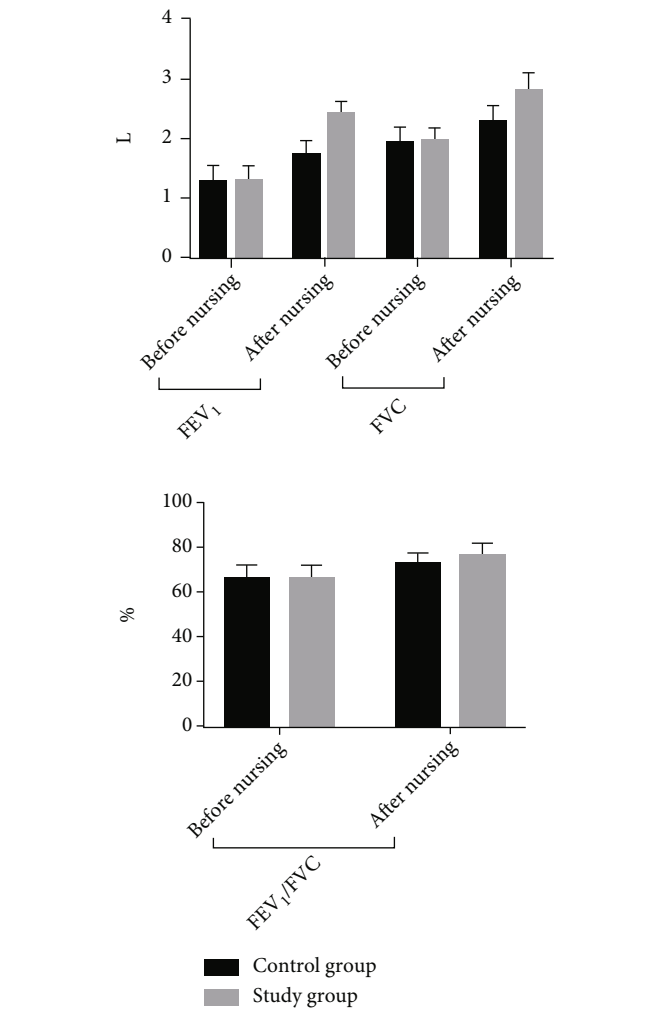 4
3
2
1
0
L
Before nursing
After nursing
Before nursing
After nursing
FEV1
FVC
100
80
60
40
20
0
%
Before nursing
After nursing
FEV1/FVC
Control group
Study group